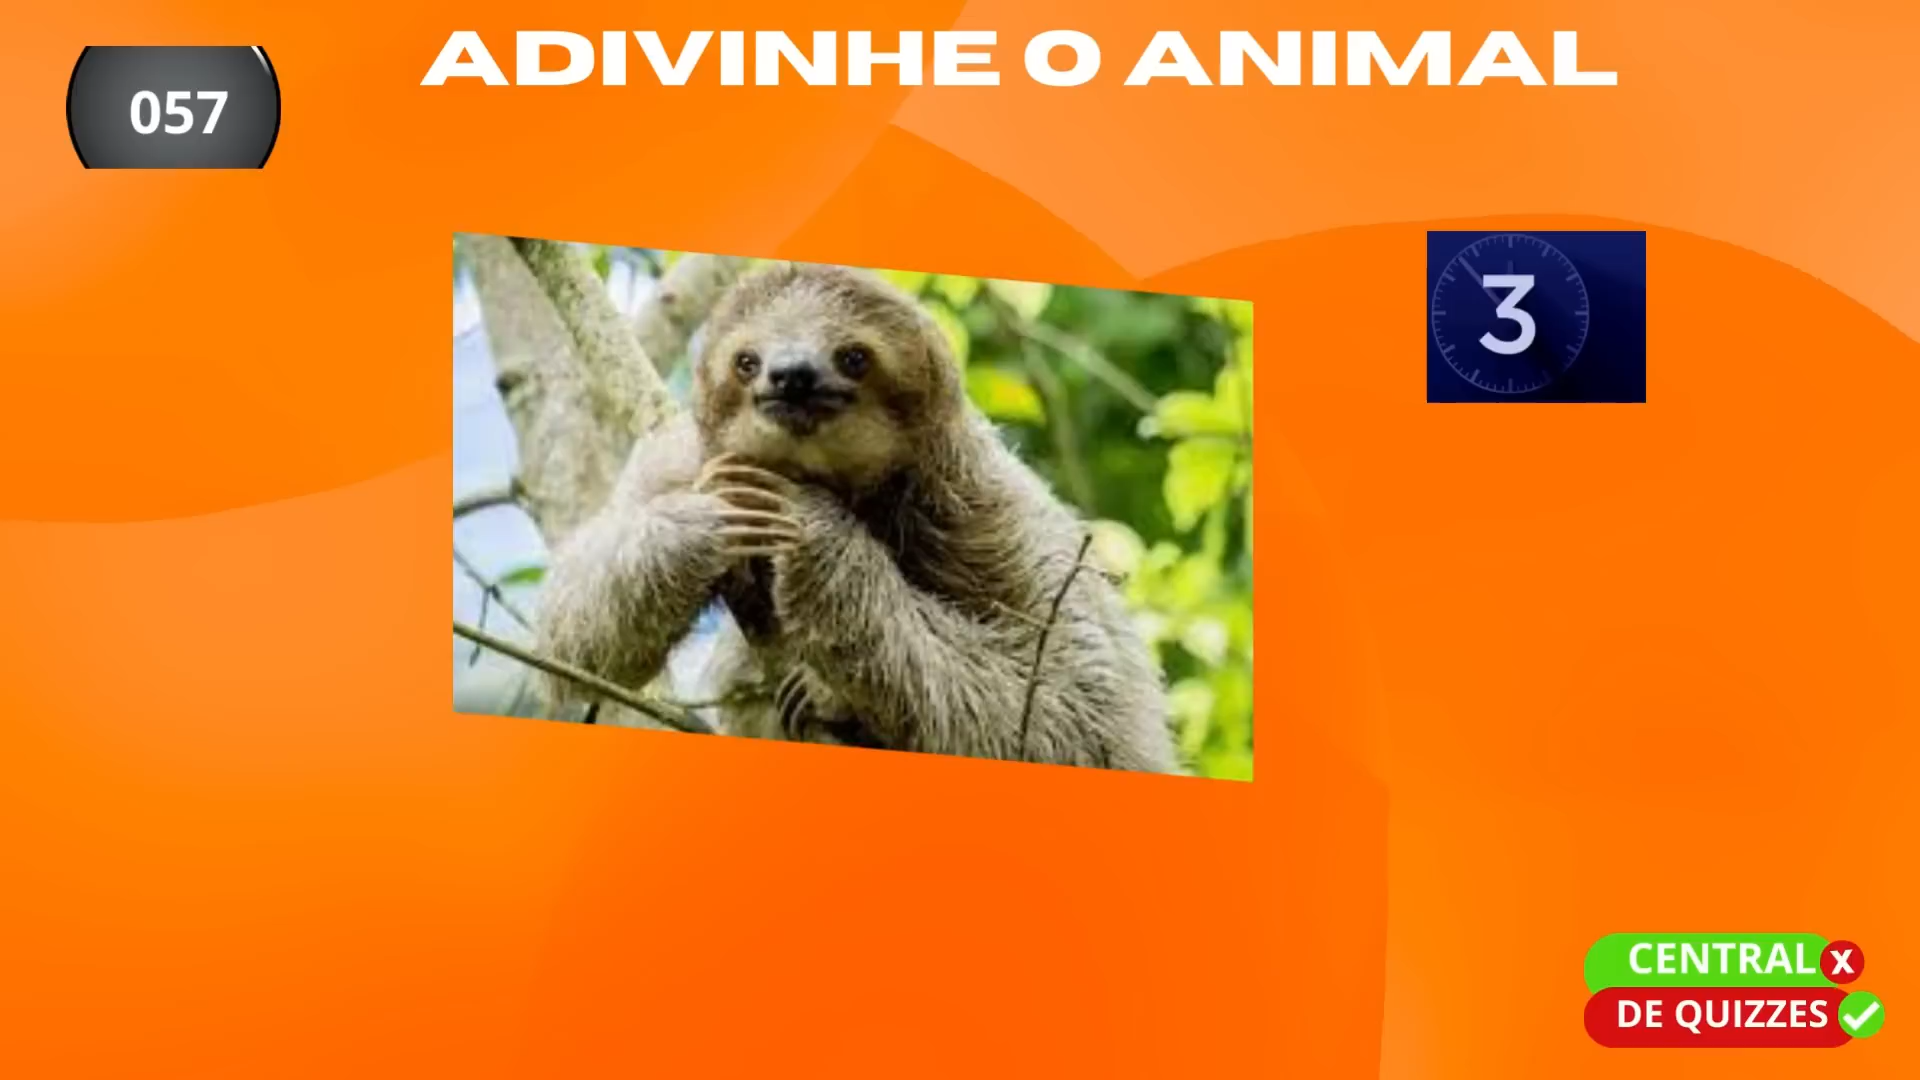 ADIVINHE O ANIMAL
057
3
CENTRAL X
DE QUIZZES